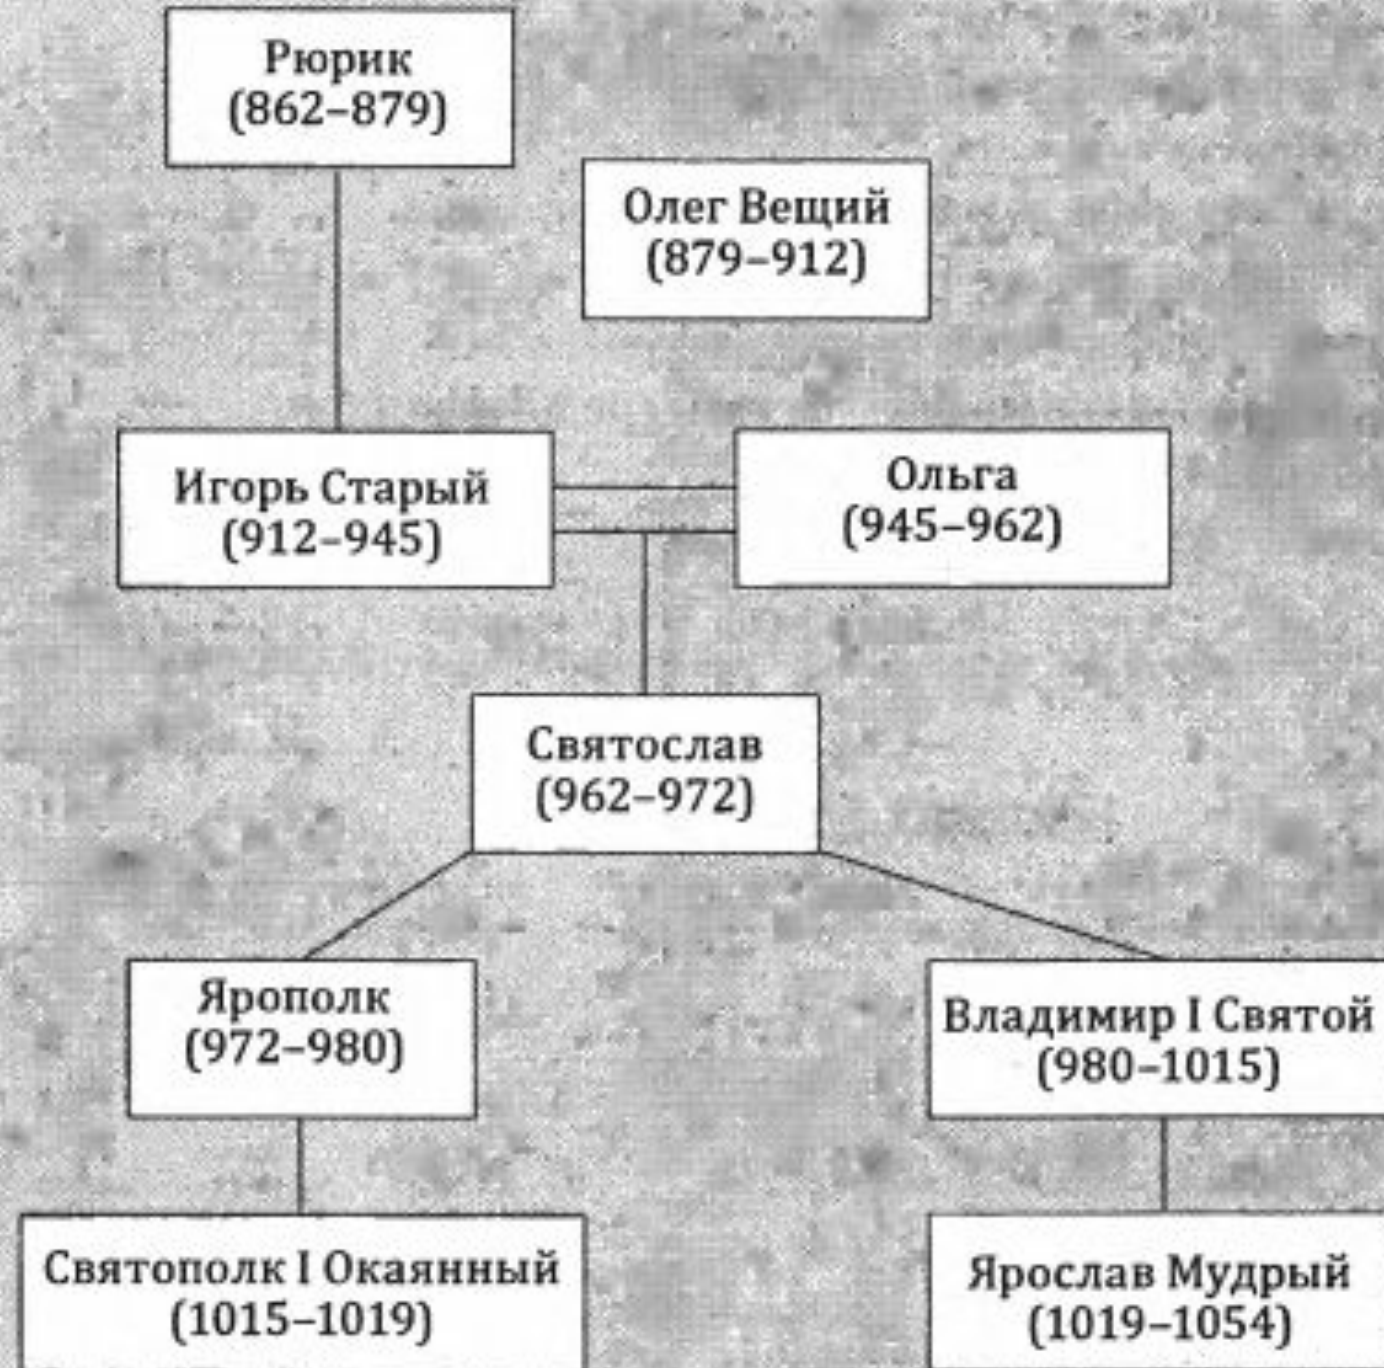 Рюрик
(862–879)
Олег Вещий
(879–912)
Игорь Старый
(912–945)
Ольга
(945–962)
Святослав
(962–972)
Ярополк
(972–980)
Владимир I Святой
(980–1015)
Святополк I Окаянный
(1015–1019)
Ярослав Мудрый
(1019–1054)